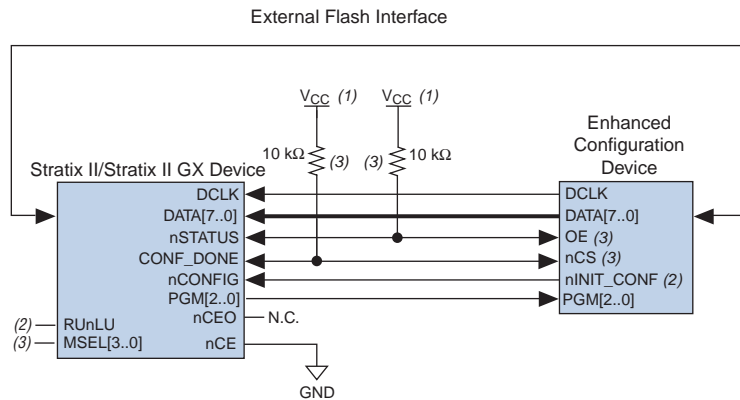 External Flash Interface
VCC (1)
VCC (1)
10 kΩ
(3)
(3)
10 kΩ
Enhanced
Configuration
Device
Stratix II/Stratix II GX Device
DCLK
DATA[7..0]
nSTATUS
CONF_DONE
nCONFIG
PGM[2..0]
nCEO
N.C.
nCE
GND
(2)
RUnLU
(3)
MSEL[3..0]
DCLK
DATA[7..0]
OE (3)
nCS (3)
nINIT_CONF (2)
PGM[2..0]